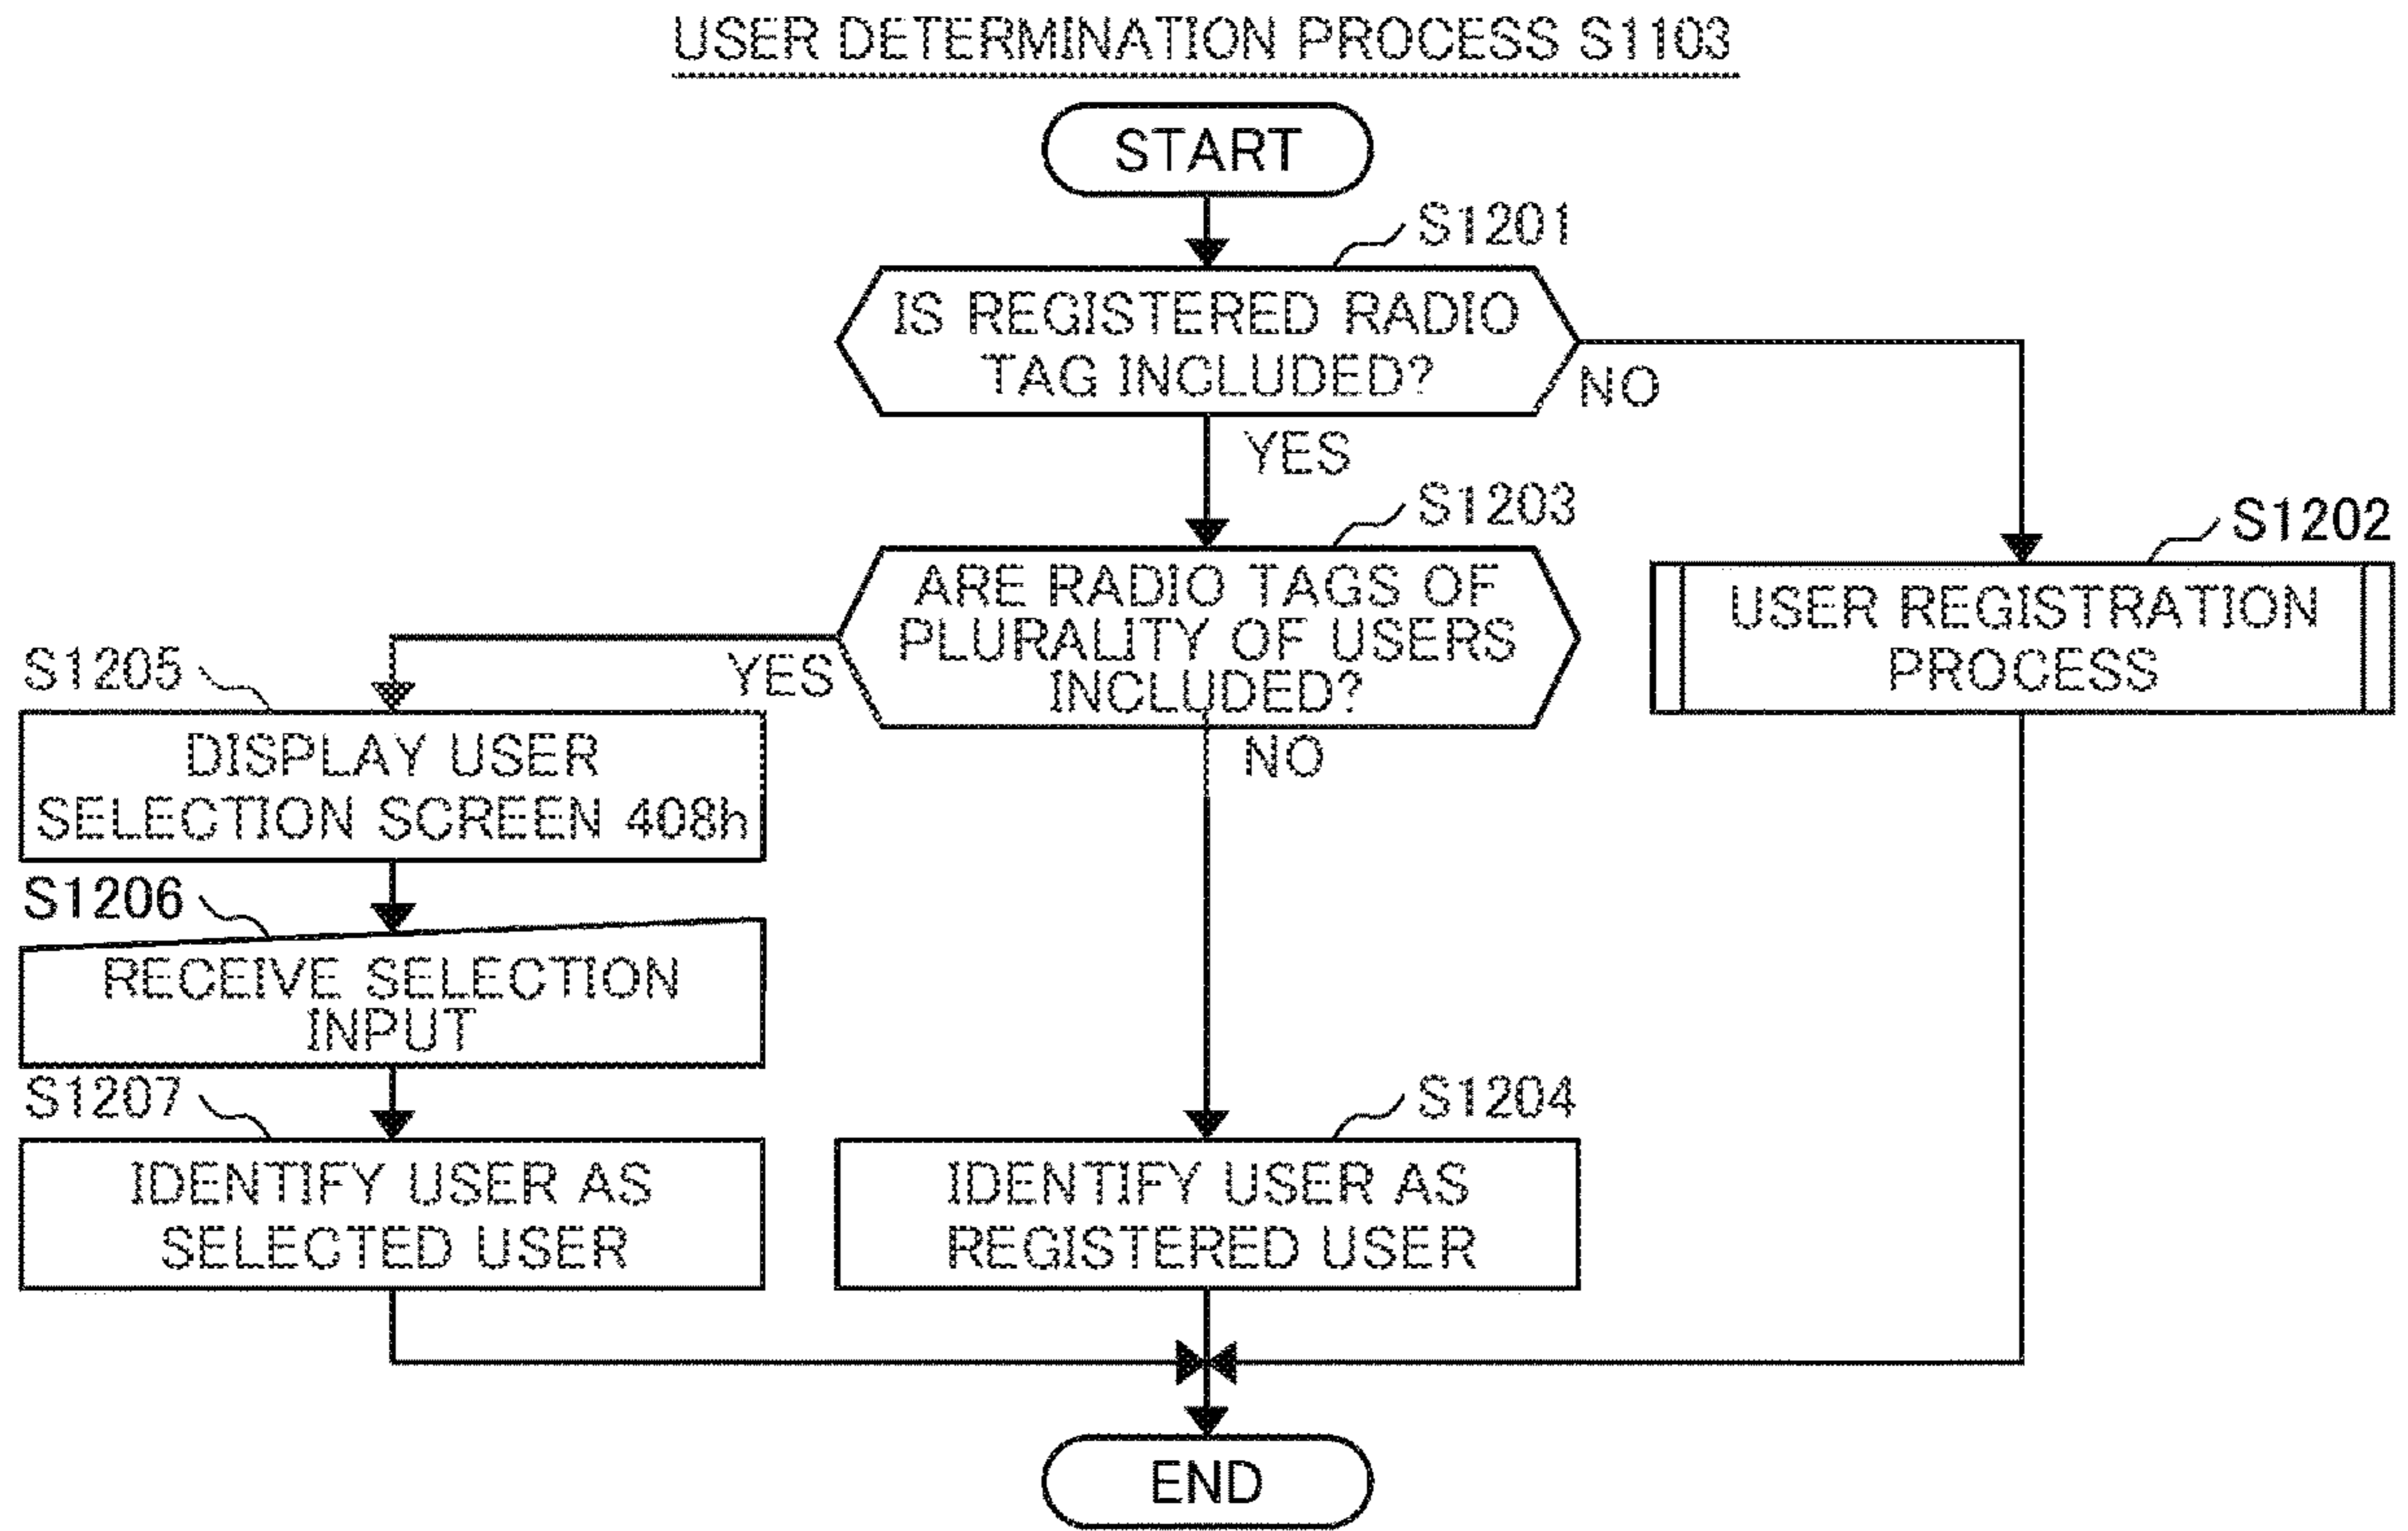 USER DETERMINATION PROCESS S1103
START
S1201
IS REGISTERED RADIO
TAG INCLUDED?
NO
YES
S1203
ARE RADIO TAGS OF
PLURALITY OF USERS
INCLUDED?
YES
NO
S1202
USER REGISTRATION
PROCESS
S1205
DISPLAY USER
SELECTION SCREEN 408h
S1206
RECEIVE SELECTION
INPUT
S1207
IDENTIFY USER AS
SELECTED USER
S1204
IDENTIFY USER AS
REGISTERED USER
END